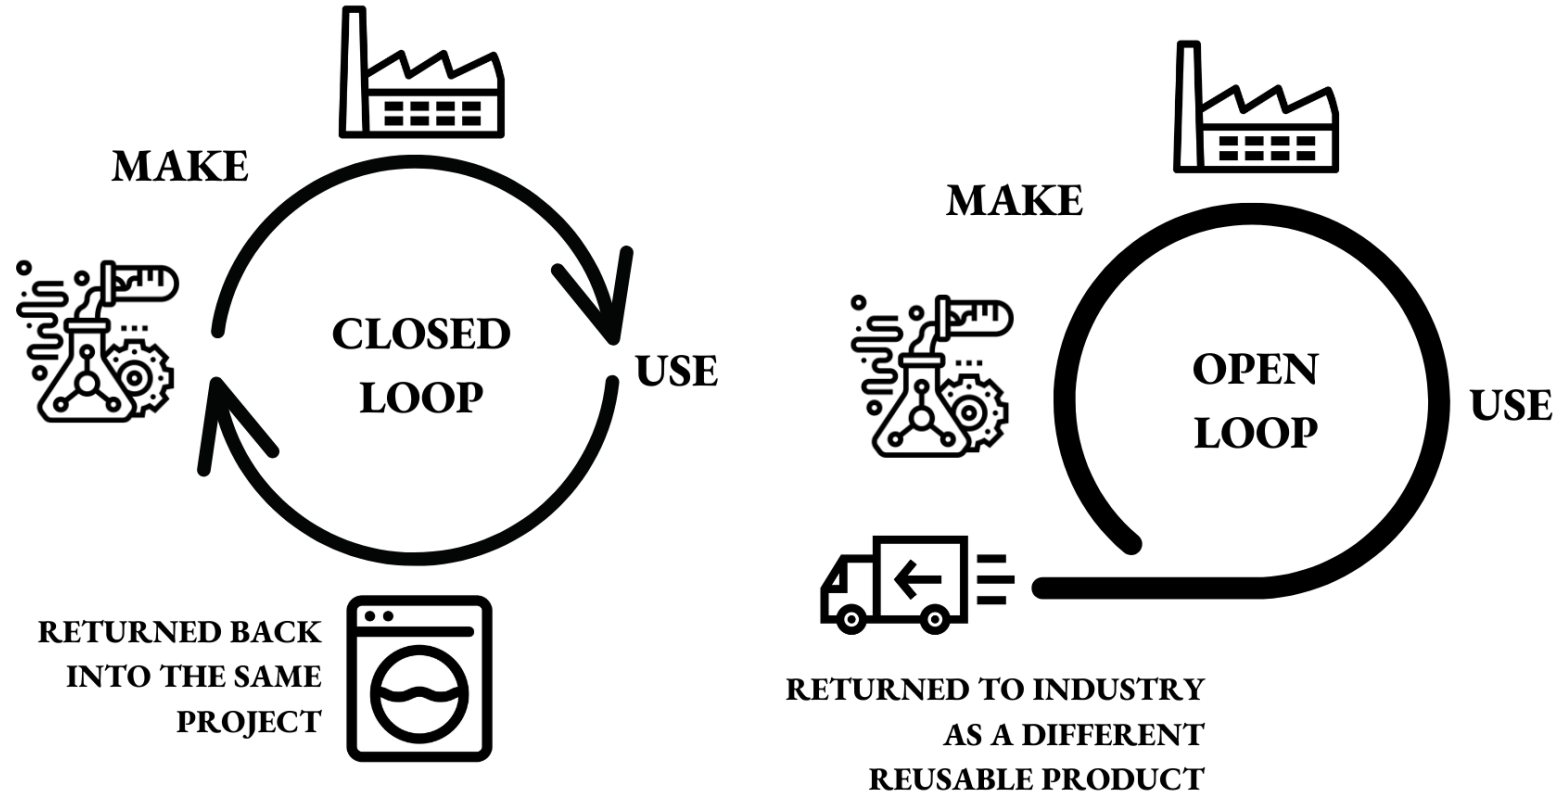 MAKE
CLOSED
LOOP
USE
RETURNED BACK
INTO THE SAME
PROJECT
MAKE
OPEN
LOOP
USE
RETURNED TO INDUSTRY
AS A DIFFERENT
REUSABLE PRODUCT